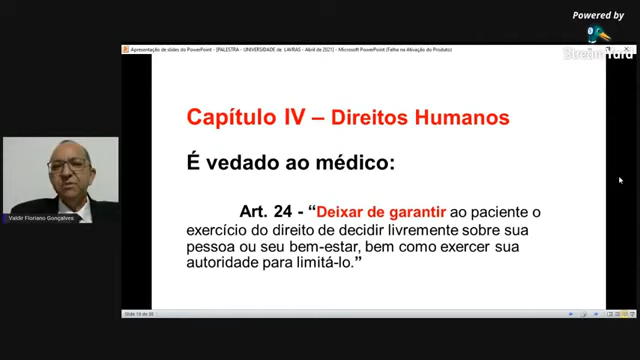 Powered by
StreamYard
Apresentação de slides do PowerPoint - [PALESTRA - UNIVERSIDADE de LAVRAS - Abril de 2021] - Microsoft PowerPoint (Falha na Ativação do Produto)
Capítulo IV – Direitos Humanos
É vedado ao médico:
Art. 24 - “Deixar de garantir ao paciente o
exercício do direito de decidir livremente sobre sua
pessoa ou seu bem-estar, bem como exercer sua
autoridade para limitá-lo.”
Valdir Floriano Gonçalves